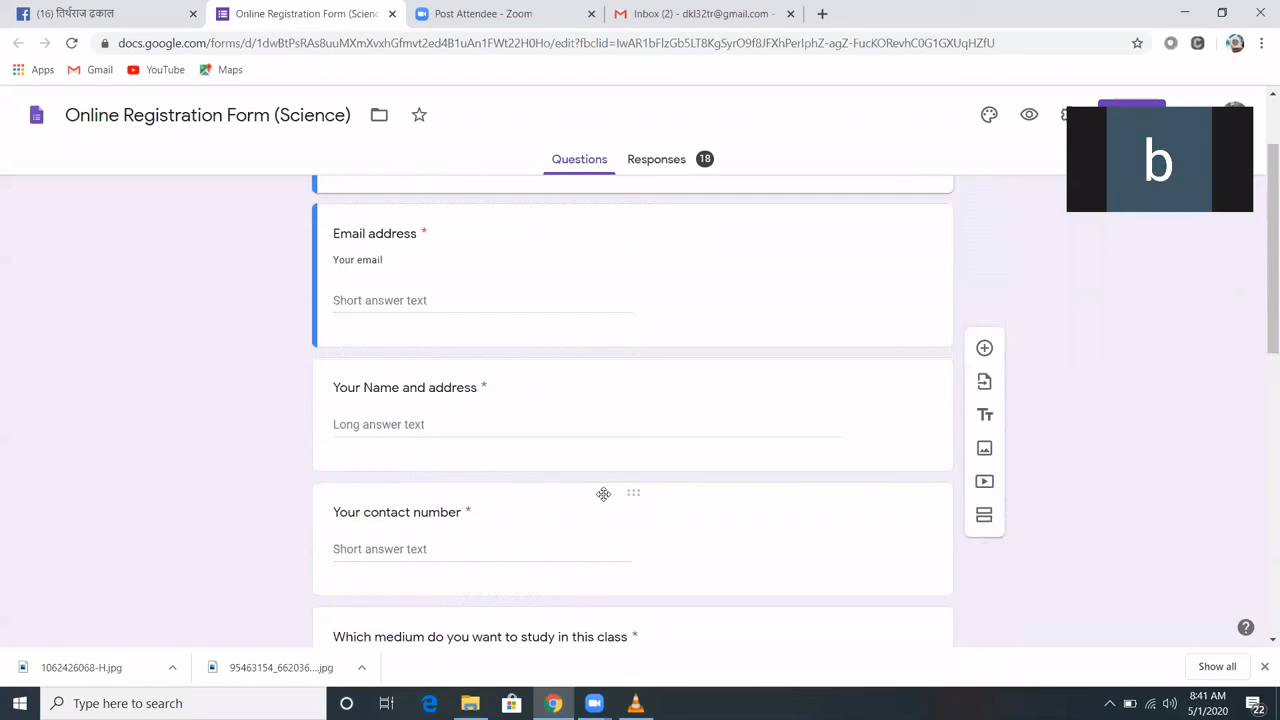 (16) तिर्थराज ढकाल
Online Registration Form (Scienc
Post Attendee - Zoom
Inbox (2) - dkl32tr@gmail.com -
docs.google.com/forms/d/1dwBtPsRAs8uuMXmXvxhGfmvt2ed4B1uAn1FWt22H0Ho/edit?fbclid=IwAR1bFlzGb5LT8KgSyrO9f8JFXhPerIphZ-agZ-FucKORevhC0G1GXUqHZfU
Apps
Gmail
YouTube
Maps
Online Registration Form (Science)
Questions
Responses 18
b
Email address *
Your email
Short answer text
Your Name and address *
Long answer text
Your contact number *
Short answer text
Which medium do you want to study in this class *
1062426068-H.jpg
95463154_662036....jpg
Show all
Type here to search
8:41 AM
5/1/2020
22